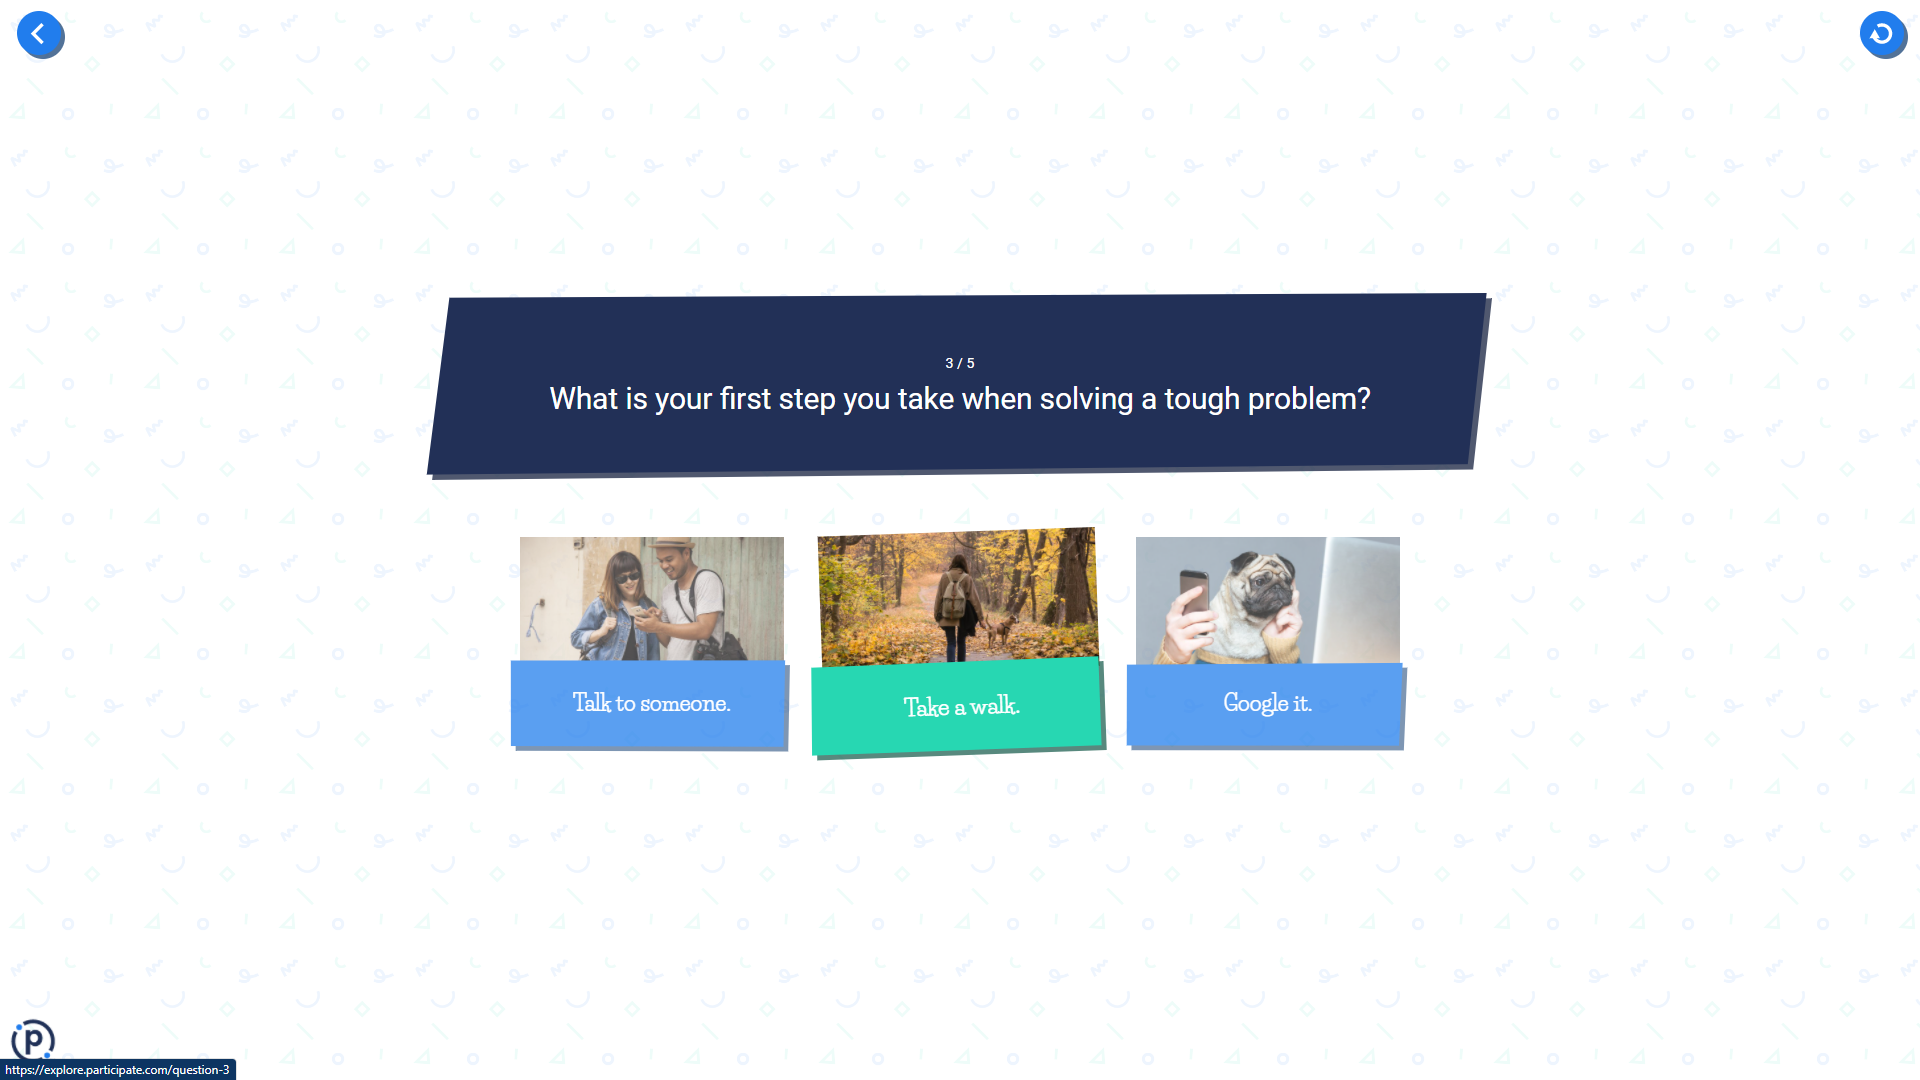 3 / 5
What is your first step you take when solving a tough problem?
Talk to someone.
Take a walk.
Google it.
p
https://explore.participate.com/question-3